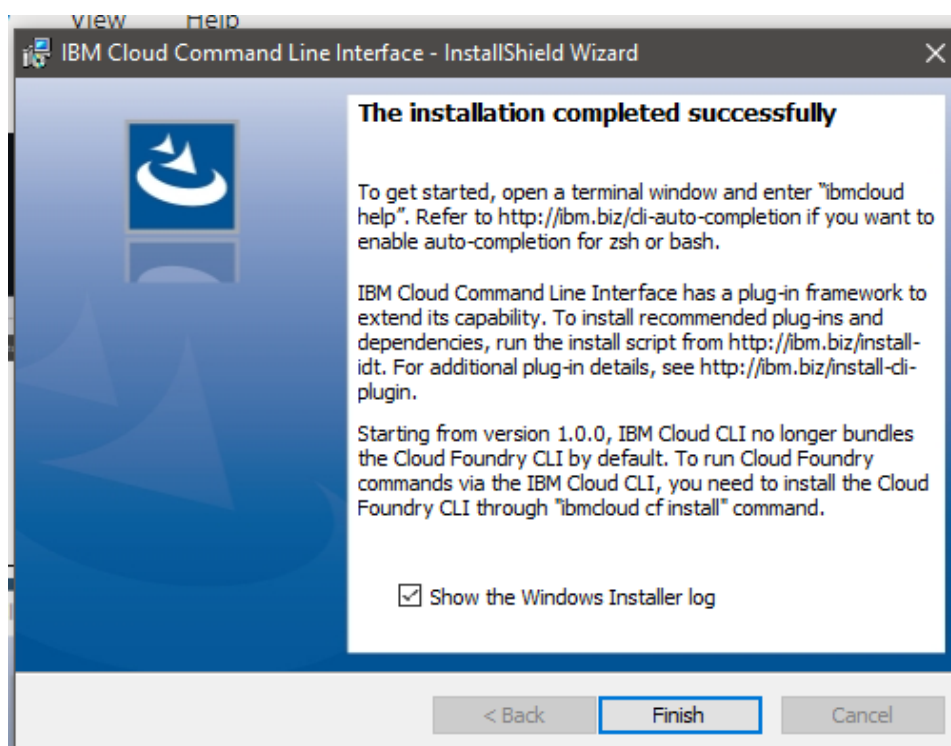 View Help
IBM Cloud Command Line Interface - InstallShield Wizard
The installation completed successfully
To get started, open a terminal window and enter "ibmcloud
help". Refer to http://ibm.biz/cli-auto-completion if you want to
enable auto-completion for zsh or bash.
IBM Cloud Command Line Interface has a plug-in framework to
extend its capability. To install recommended plug-ins and
dependencies, run the install script from http://ibm.biz/install-
idt. For additional plug-in details, see http://ibm.biz/install-cli-
plugin.
Starting from version 1.0.0, IBM Cloud CLI no longer bundles
the Cloud Foundry CLI by default. To run Cloud Foundry
commands via the IBM Cloud CLI, you need to install the Cloud
Foundry CLI through "ibmcloud cf install" command.
Show the Windows Installer log
< Back Finish Cancel